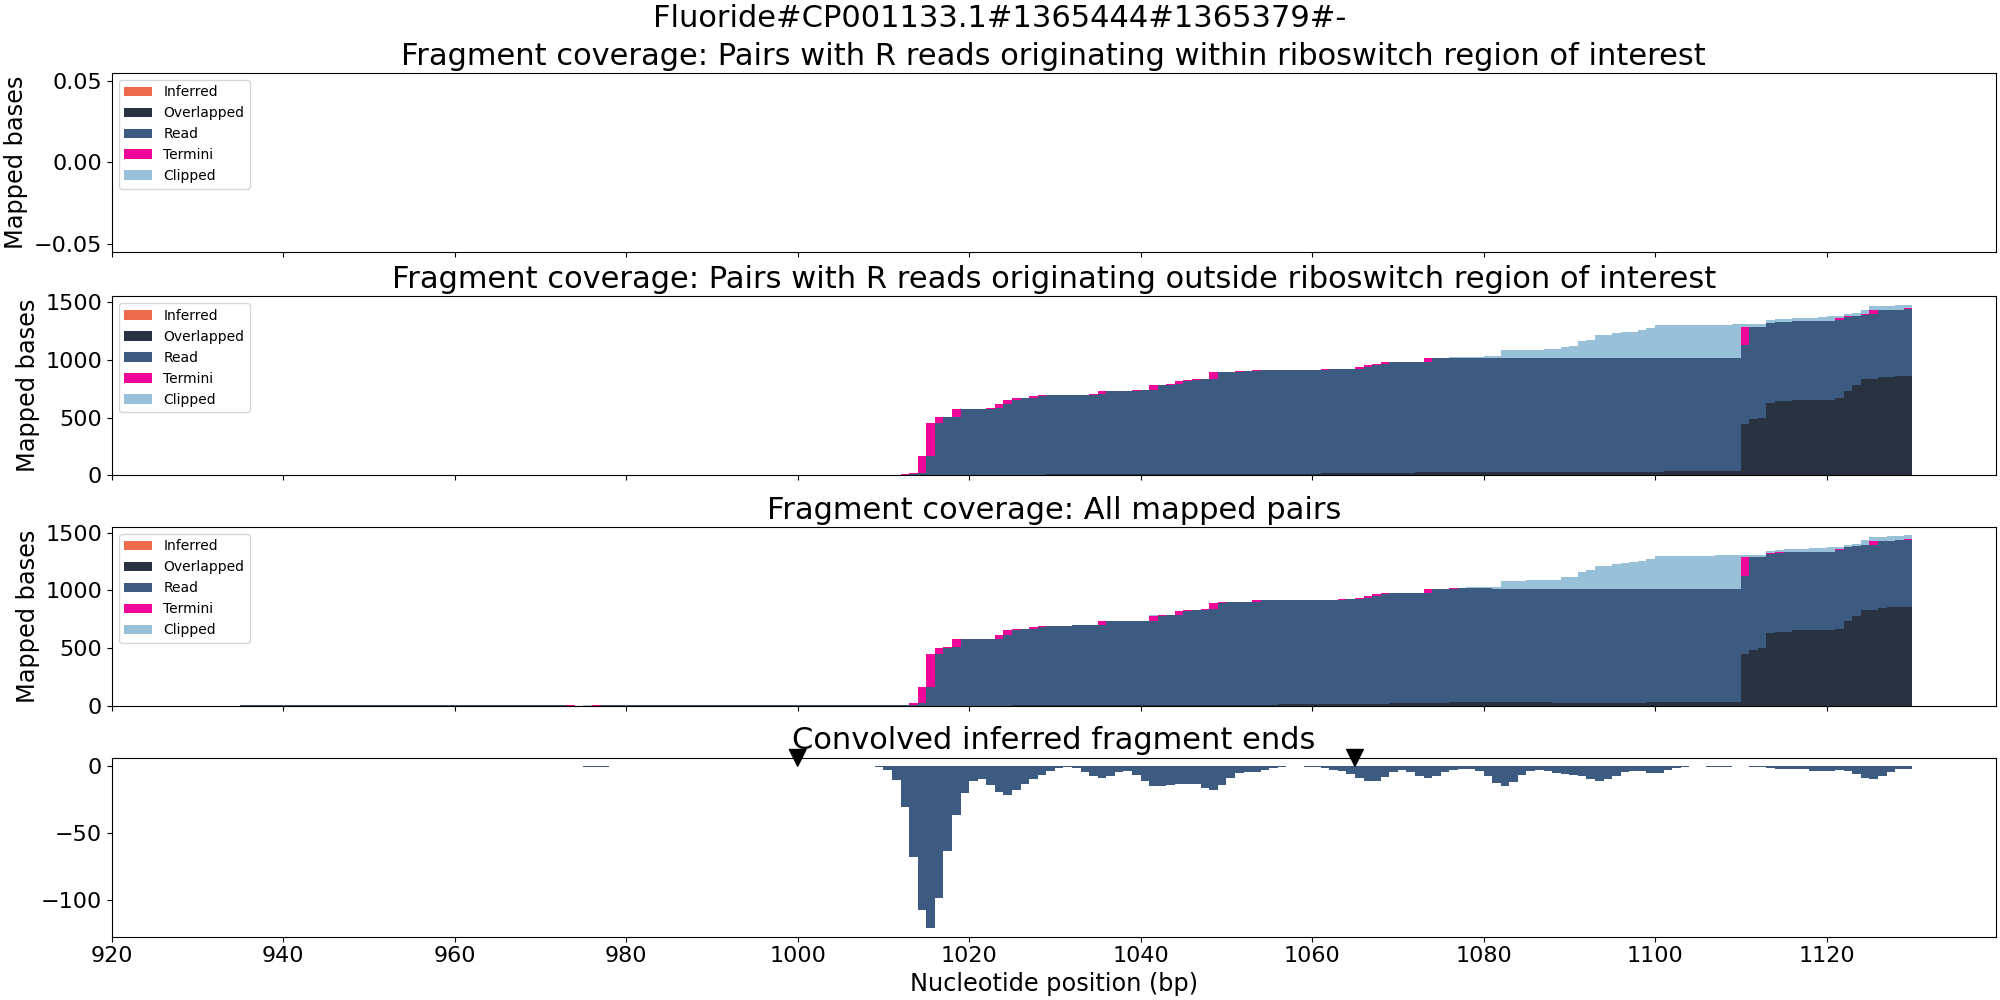 Fluoride#CP001133.1#1365444#1365379#-
Fragment coverage: Pairs with R reads originating within riboswitch region of interest
Mapped bases
0.05
0.00
−0.05
Inferred
Overlapped
Read
Termini
Clipped
Fragment coverage: Pairs with R reads originating outside riboswitch region of interest
Mapped bases
1500
1000
500
0
Inferred
Overlapped
Read
Termini
Clipped
Fragment coverage: All mapped pairs
Mapped bases
1500
1000
500
0
Inferred
Overlapped
Read
Termini
Clipped
Convolved inferred fragment ends
0
−50
−100
920 940 960 980 1000 1020 1040 1060 1080 1100 1120
Nucleotide position (bp)